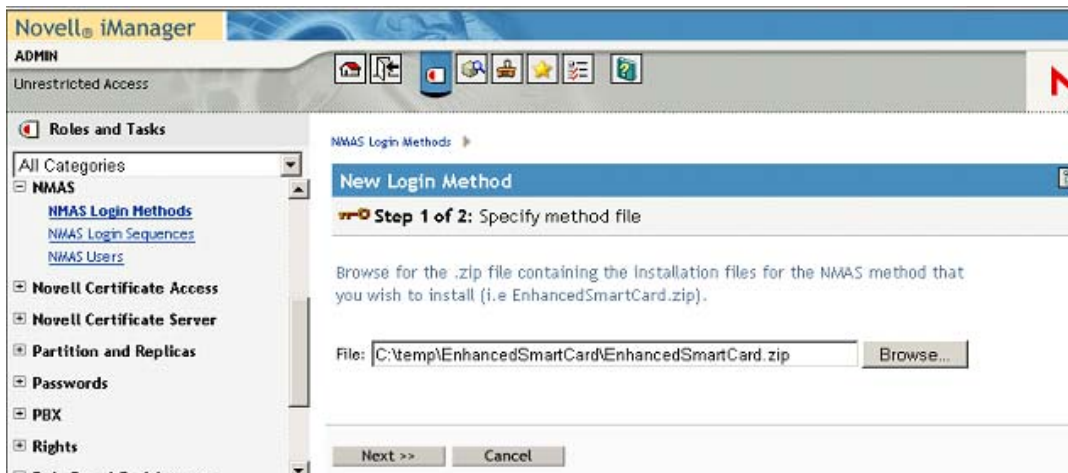 Novell® iManager
ADMIN
Unrestricted Access
N
Roles and Tasks
All Categories
NMAS
NMAS Login Methods
NMAS Login Sequences
NMAS Users
Novell Certificate Access
Novell Certificate Server
Partition and Replicas
Passwords
PBX
Rights
NMAS Login Methods
New Login Method
?
Step 1 of 2: Specify method file
Browse for the .zip file containing the installation files for the NMAS method that
you wish to install (i.e EnhancedSmartCard.zip).
File: C:\temp\EnhancedSmartCard\EnhancedSmartCard.zip Browse...
Next >> Cancel